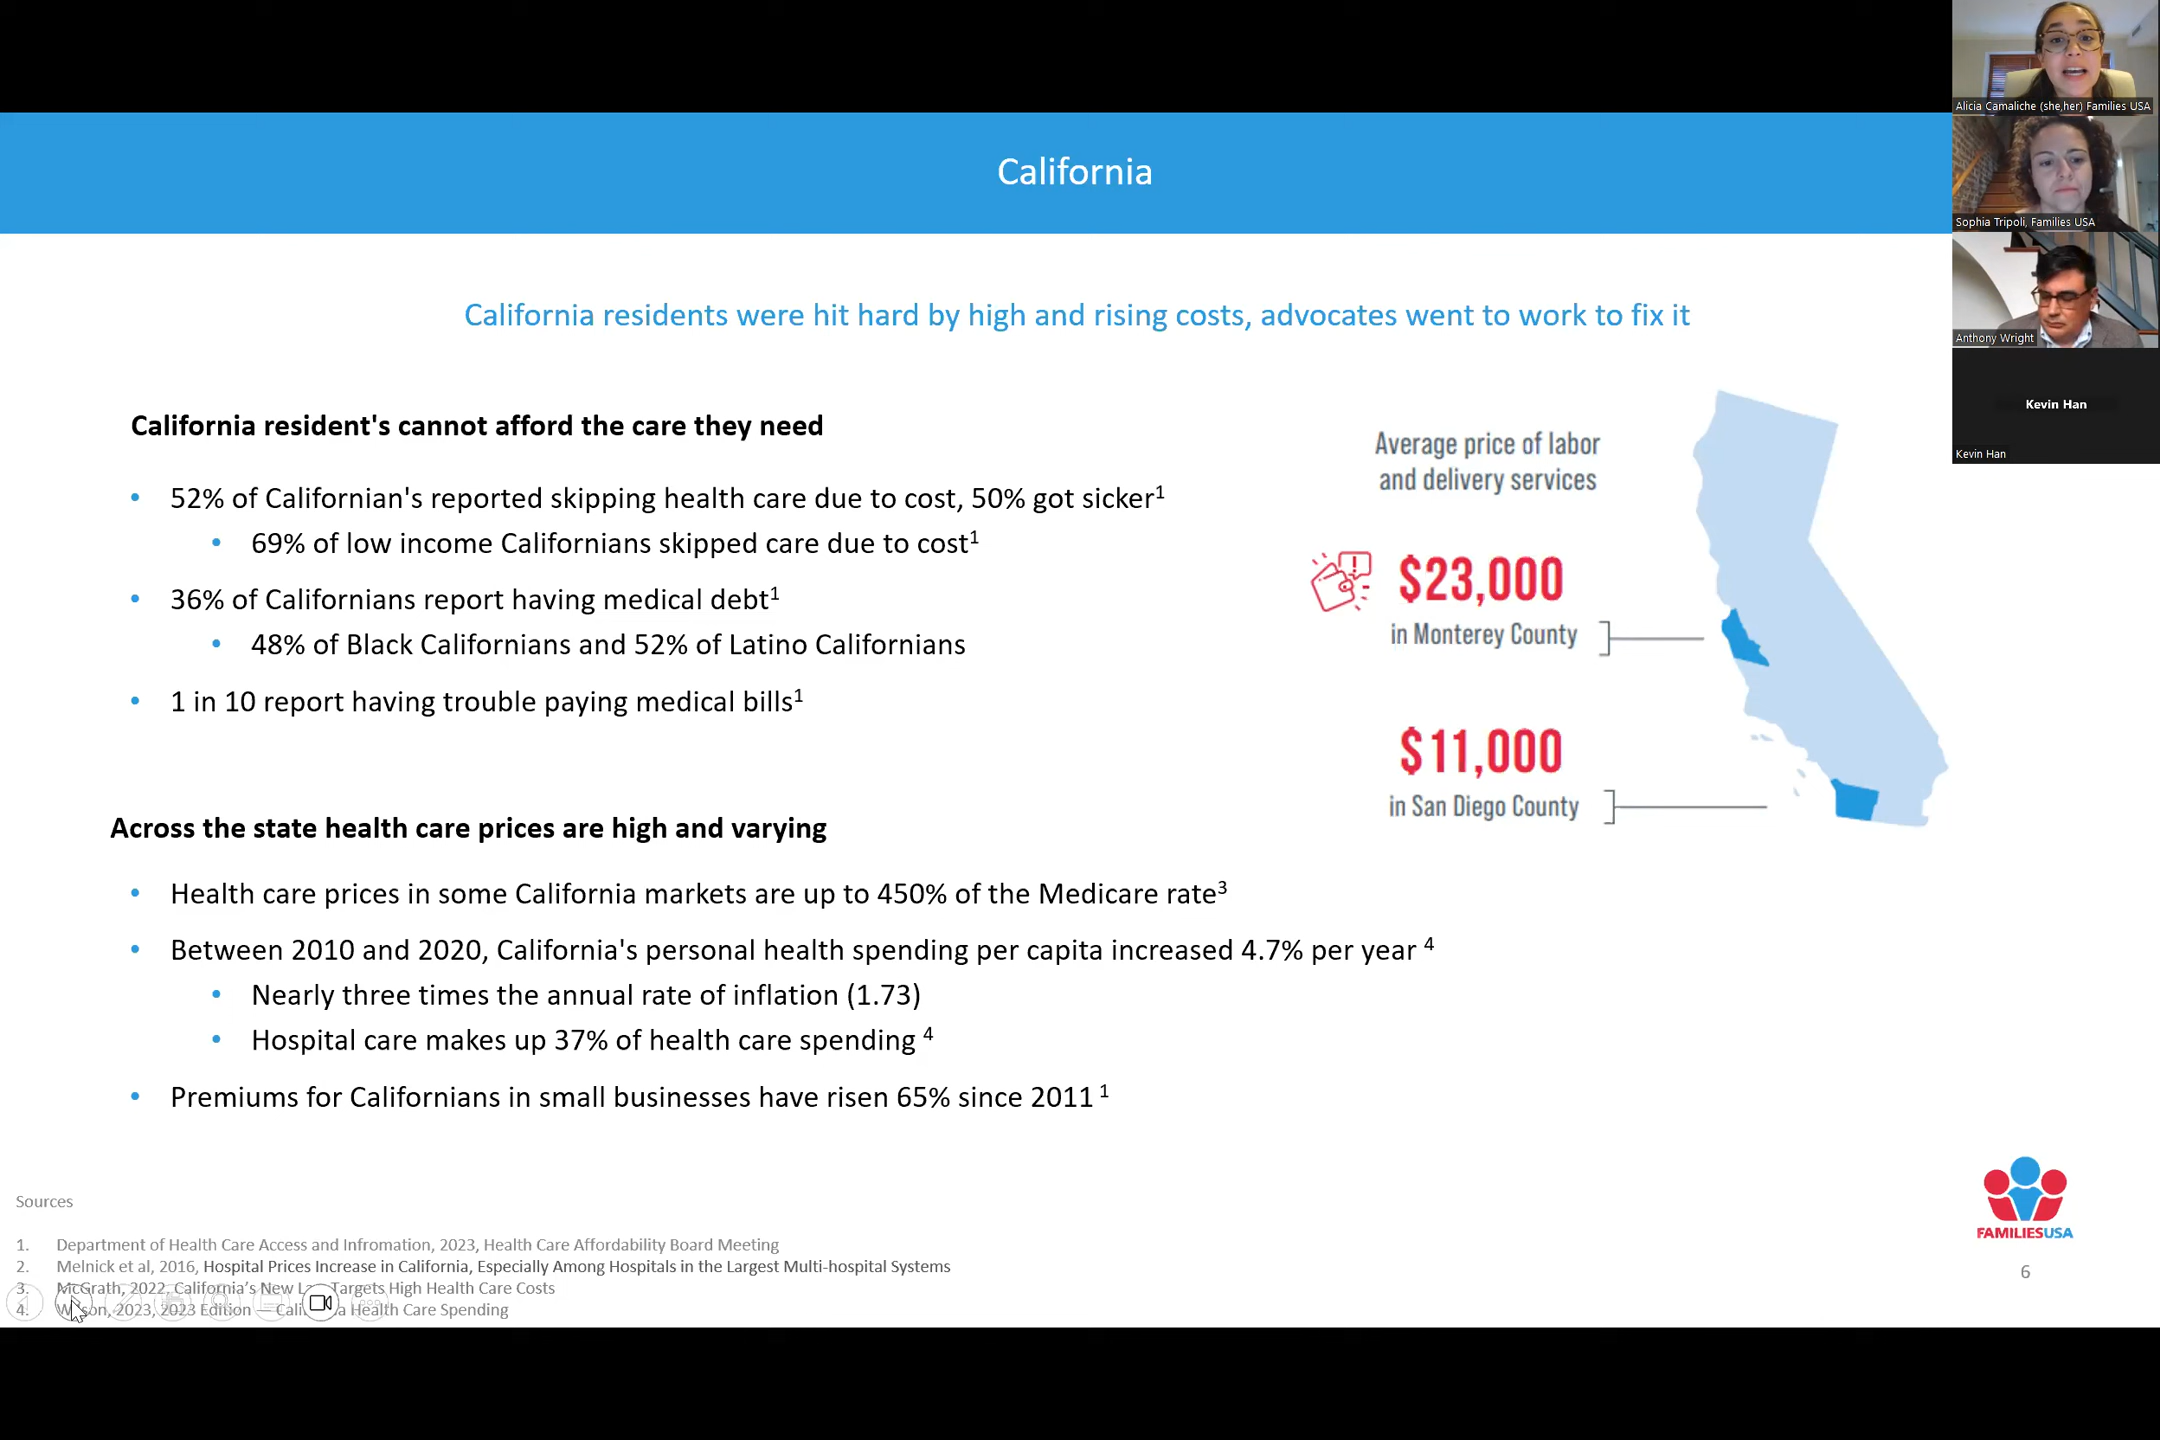 California
California residents were hit hard by high and rising costs, advocates went to work to fix it
California resident's cannot afford the care they need
• 52% of Californian's reported skipping health care due to cost, 50% got sicker1
• 69% of low income Californians skipped care due to cost1
• 36% of Californians report having medical debt1
• 48% of Black Californians and 52% of Latino Californians
• 1 in 10 report having trouble paying medical bills1
Across the state health care prices are high and varying
• Health care prices in some California markets are up to 450% of the Medicare rate3
• Between 2010 and 2020, California's personal health spending per capita increased 4.7% per year 4
• Nearly three times the annual rate of inflation (1.73)
• Hospital care makes up 37% of health care spending 4
• Premiums for Californians in small businesses have risen 65% since 2011 1
Average price of labor
and delivery services
$23,000
in Monterey County
$11,000
in San Diego County
Sources
1. Department of Health Care Access and Infromation, 2023, Health Care Affordability Board Meeting
2. Melnick et al, 2016, Hospital Prices Increase in California, Especially Among Hospitals in the Largest Multi-hospital Systems
3. McGrath, 2022, California's New Targets High Health Care Costs
4. 2023, 2023 Edition — Health Care Spending
FAMILIESUSA
6
Alicia Camaliche (she,her) Families USA
Sophia Tripoli, Families USA
Anthony Wright
Kevin Han
Kevin Han